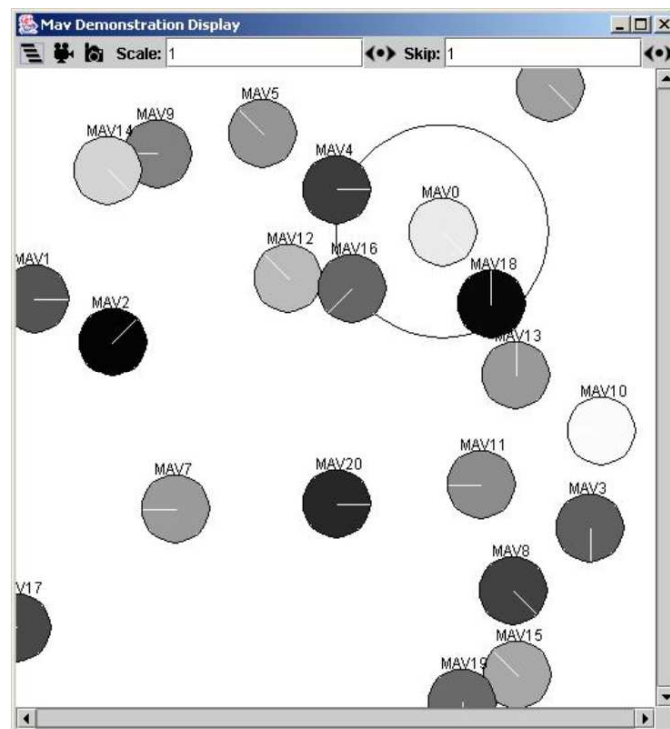 Mav Demonstration Display
Scale: 1 Skip: 1
MAV5
MAV9
MAV14
MAV4
MAV0
MAV12
MAV16
MAV1
MAV18
MAV2
MAV13
MAV10
MAV11
MAV7
MAV20
MAV3
MAV8
V17
MAV15
MAV19